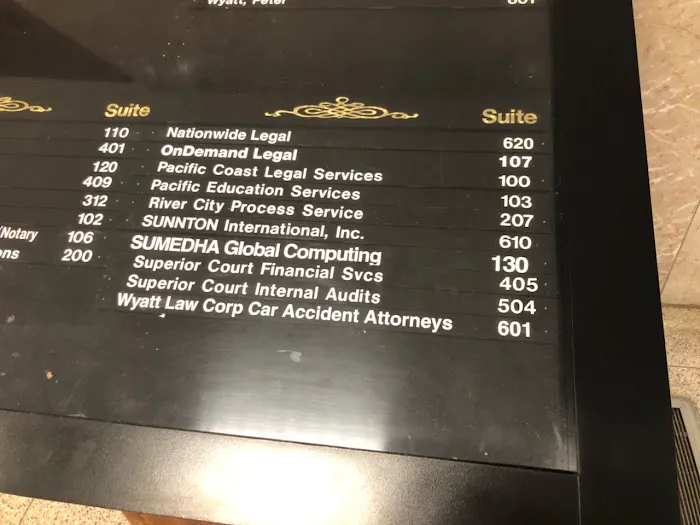 Wyatt, Peter 601
Suite Suite
110 Nationwide Legal 620
401 OnDemand Legal 107
120 Pacific Coast Legal Services 100
409 Pacific Education Services 103
312 River City Process Service 207
102 SUNNTON International, Inc. 610
/Notary 106 SUMEDHA Global Computing 130
ons 200 Superior Court Financial Svcs 405
Superior Court Internal Audits 504
Wyatt Law Corp Car Accident Attorneys 601